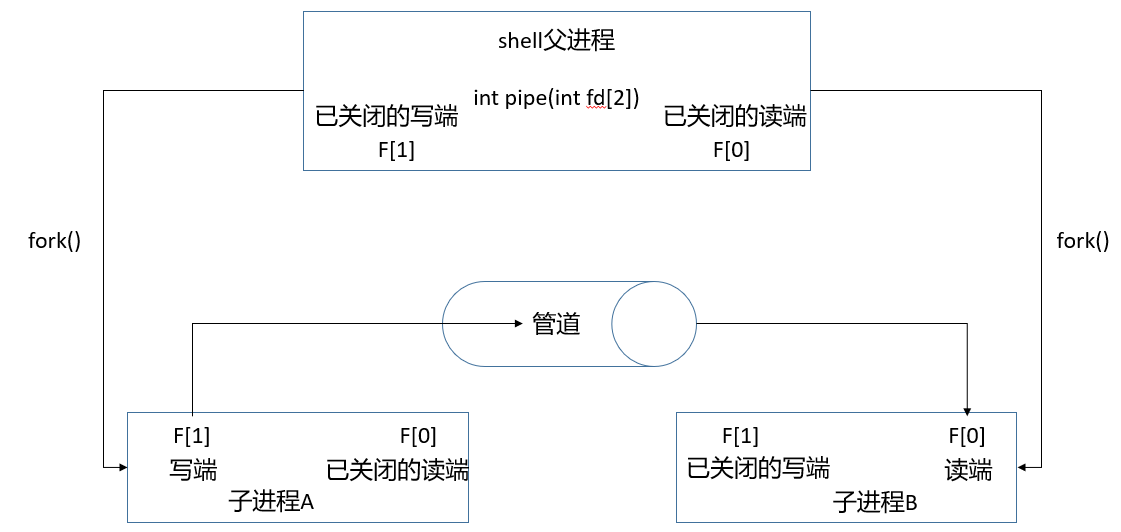 shell父进程
int pipe(int fd[2])
已关闭的写端
已关闭的读端
F[1]
F[0]
fork()
fork()
管道
F[1]
F[0]
写端
已关闭的读端
子进程A
F[1]
F[0]
已关闭的写端
读端
子进程B